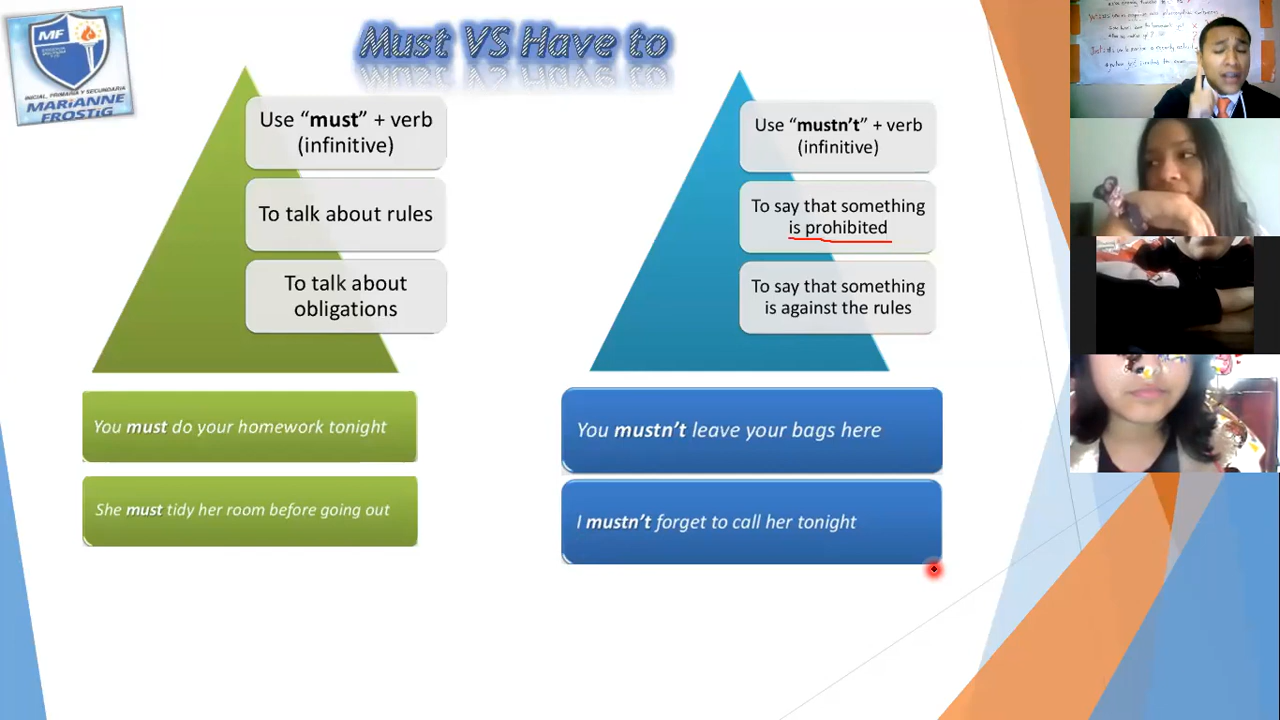 MF
INICIAL, PRIMARIA Y SECUNDARIA
MARIANNE
FROSTIG
Must VS Have to
Use “must” + verb
(infinitive)
To talk about rules
To talk about
obligations
You must do your homework tonight
She must tidy her room before going out
Use “mustn’t” + verb
(infinitive)
To say that something
is prohibited
To say that something
is against the rules
You mustn’t leave your bags here
I mustn’t forget to call her tonight